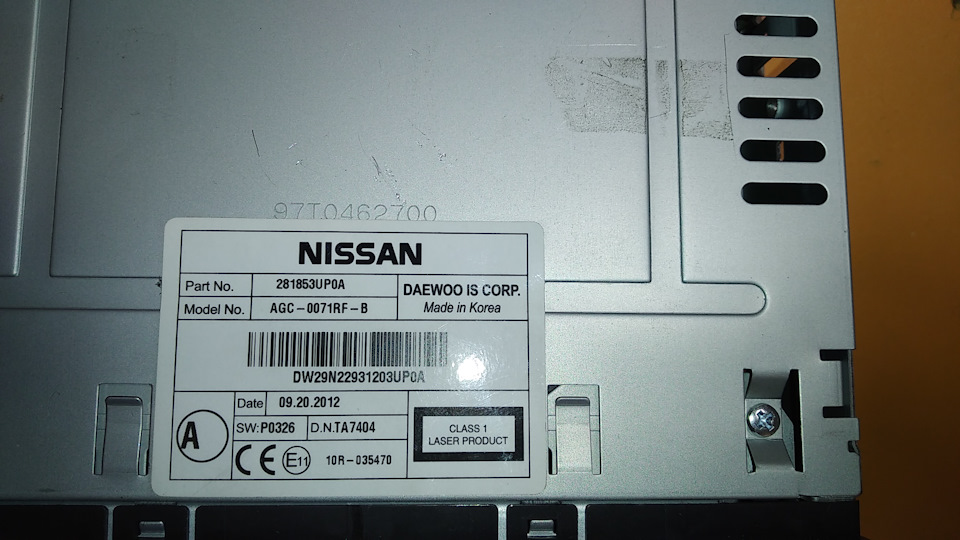 97T0462700
NISSAN
Part No. 281853UP0A
Model No. AGC-0071RF-B
DAEWOO IS CORP.
Made in Korea
DW29N22931203UP0A
A
Date 09.20.2012
SW:P0326 D.N.TA7404
CE E11 10R-035470
CLASS 1
LASER PRODUCT